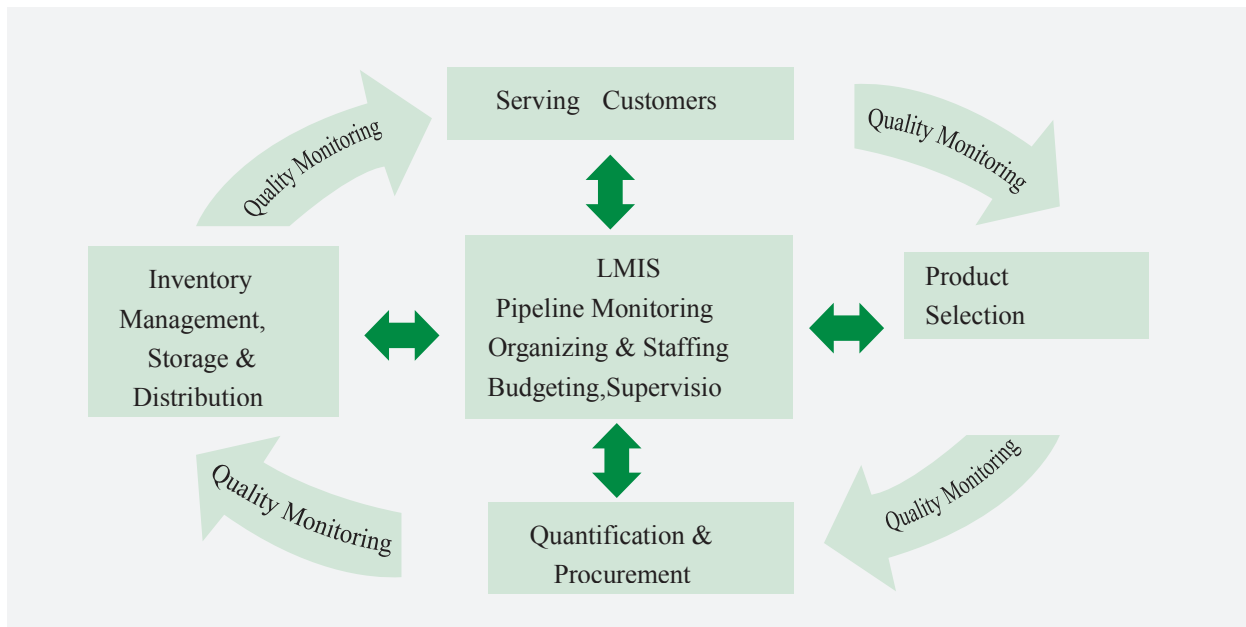 Serving Customers
Quality Monitoring
Quality Monitoring
Inventory
Management,
Storage &
Distribution
LMIS
Pipeline Monitoring
Organizing & Staffing
Budgeting,Supervisio
Product
Selection
Quality Monitoring
Quality Monitoring
Quantification &
Procurement